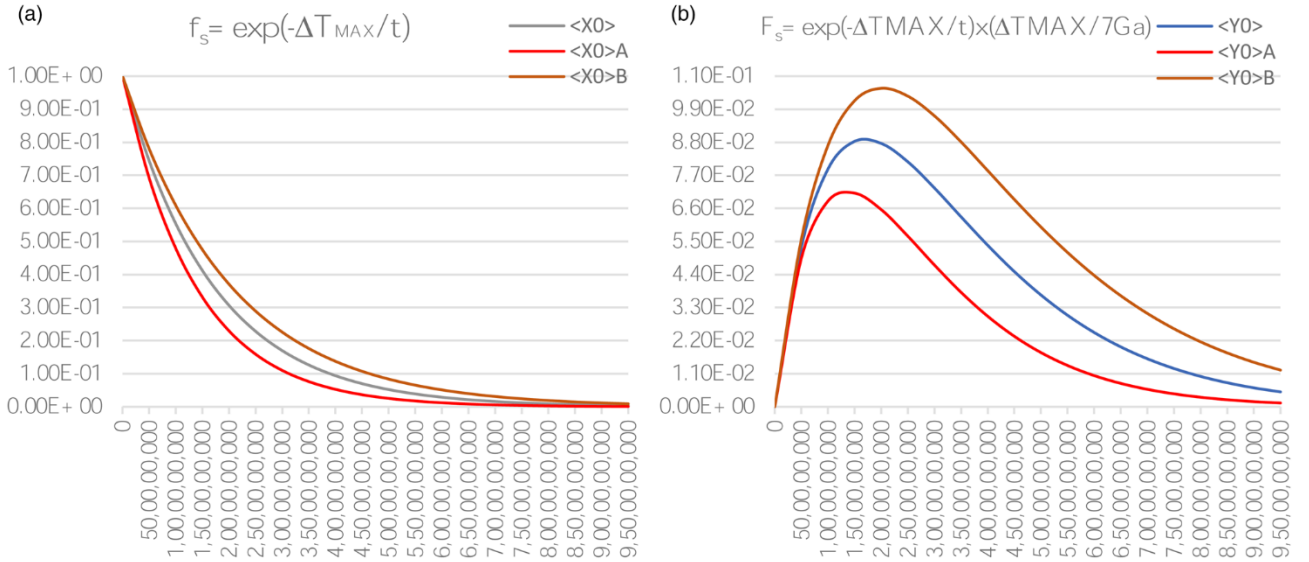 (a)
fₛ= exp(-ΔT MAX/t)
<X0>
<X0>A
<X0>B
1.00E+ 00
9.00E-01
8.00E-01
7.00E-01
6.00E-01
5.00E-01
4.00E-01
3.00E-01
2.00E-01
1.00E-01
0.00E+ 00
0
50,00,00,000
1,00,00,00,000
1,50,00,00,000
2,00,00,00,000
2,50,00,00,000
3,00,00,00,000
3,50,00,00,000
4,00,00,00,000
4,50,00,00,000
5,00,00,00,000
5,50,00,00,000
6,00,00,00,000
6,50,00,00,000
7,00,00,00,000
7,50,00,00,000
8,00,00,00,000
8,50,00,00,000
9,00,00,00,000
9,50,00,00,000
(b)
Fₛ= exp(-ΔTMAX/t)x(ΔTMAX/7Ga)
<Y0>
<Y0>A
<Y0>B
1.10E-01
9.90E-02
8.80E-02
7.70E-02
6.60E-02
5.50E-02
4.40E-02
3.30E-02
2.20E-02
1.10E-02
0.00E+ 00
0
50,00,00,000
1,00,00,00,000
1,50,00,00,000
2,00,00,00,000
2,50,00,00,000
3,00,00,00,000
3,50,00,00,000
4,00,00,00,000
4,50,00,00,000
5,00,00,00,000
5,50,00,00,000
6,00,00,00,000
6,50,00,00,000
7,00,00,00,000
7,50,00,00,000
8,00,00,00,000
8,50,00,00,000
9,00,00,00,000
9,50,00,00,000